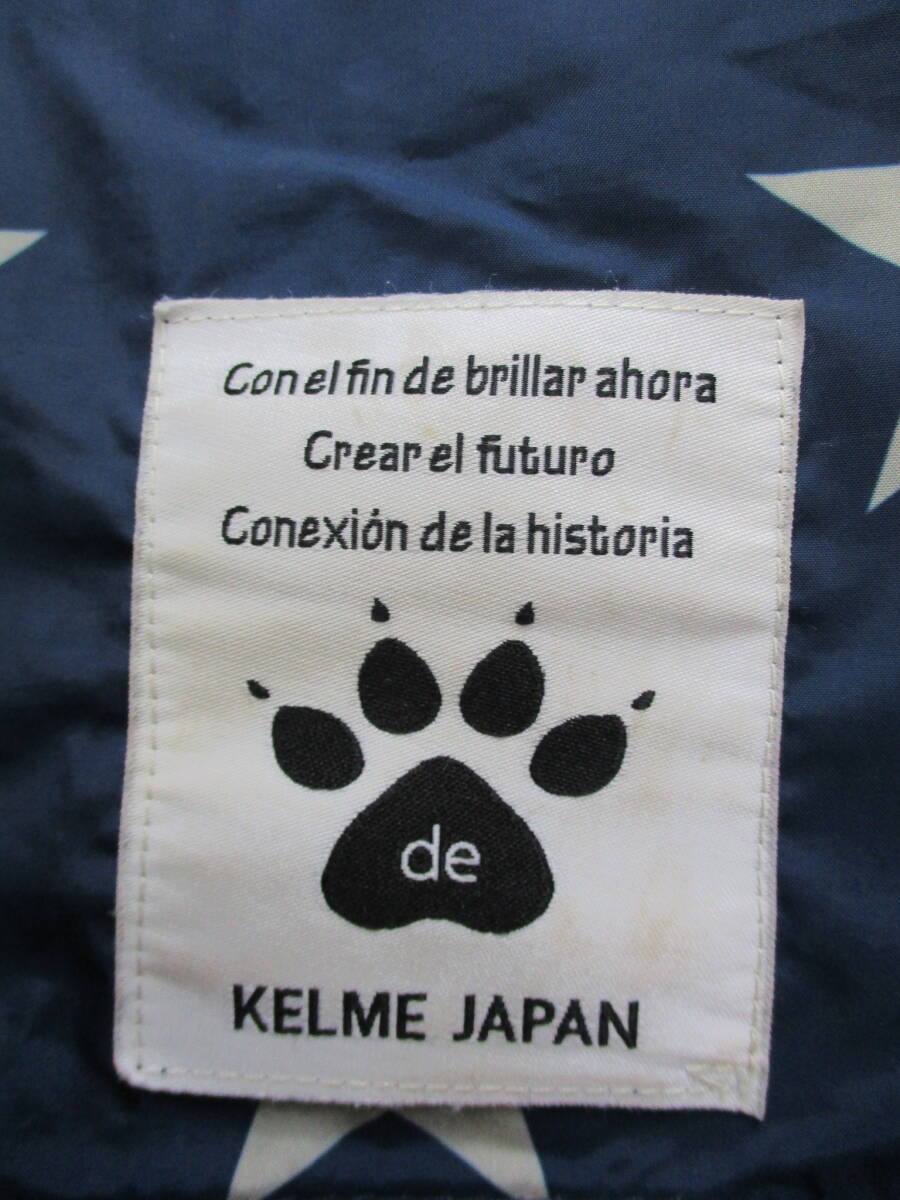 Con el fin de brillar ahora
Crear el futuro
Conexión de la historia
de
KELME JAPAN